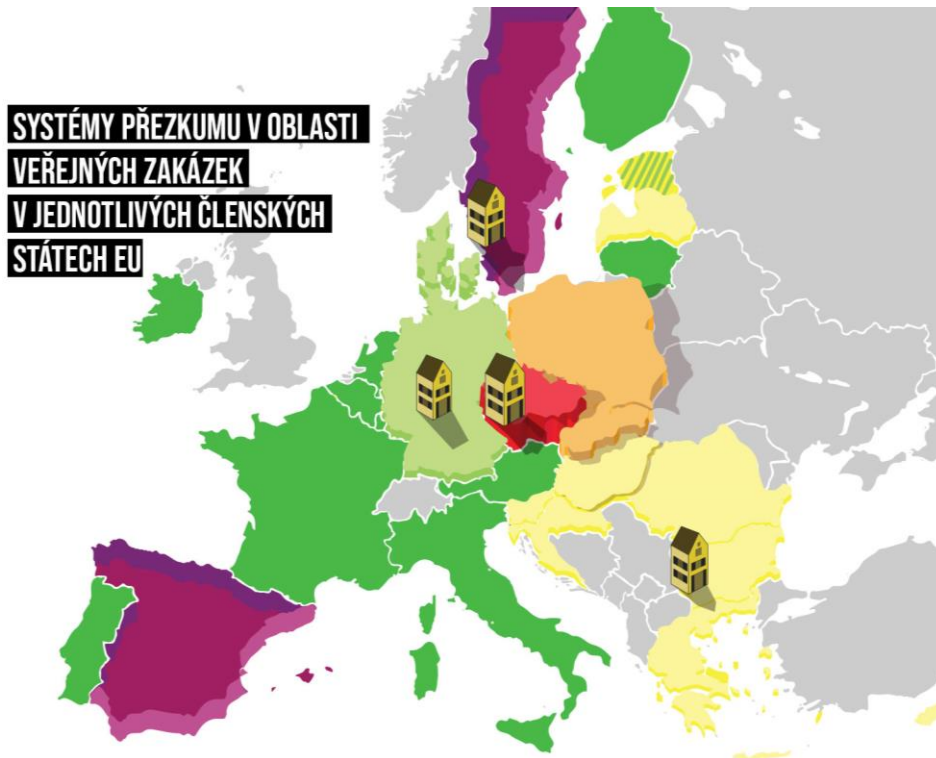 SYSTÉMY PŘEZKUMU V OBLASTI
VEŘEJNÝCH ZAKÁZEK
V JEDNOTLIVÝCH ČLENSKÝCH
STÁTECH EU